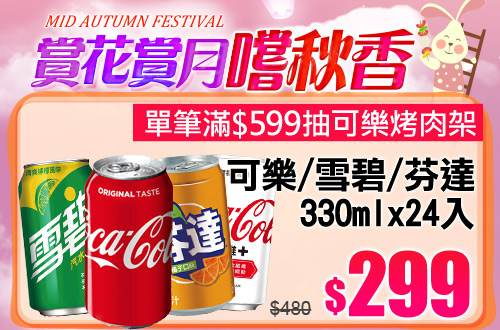 MID AUTUMN FESTIVAL
賞花賞月嚐秋香
單筆滿$599抽可樂烤肉架
可樂/雪碧/芬達
330mlx24入
$480 $299
雪碧
汽水
ORIGINAL TASTE
Coca-Cola
芬達